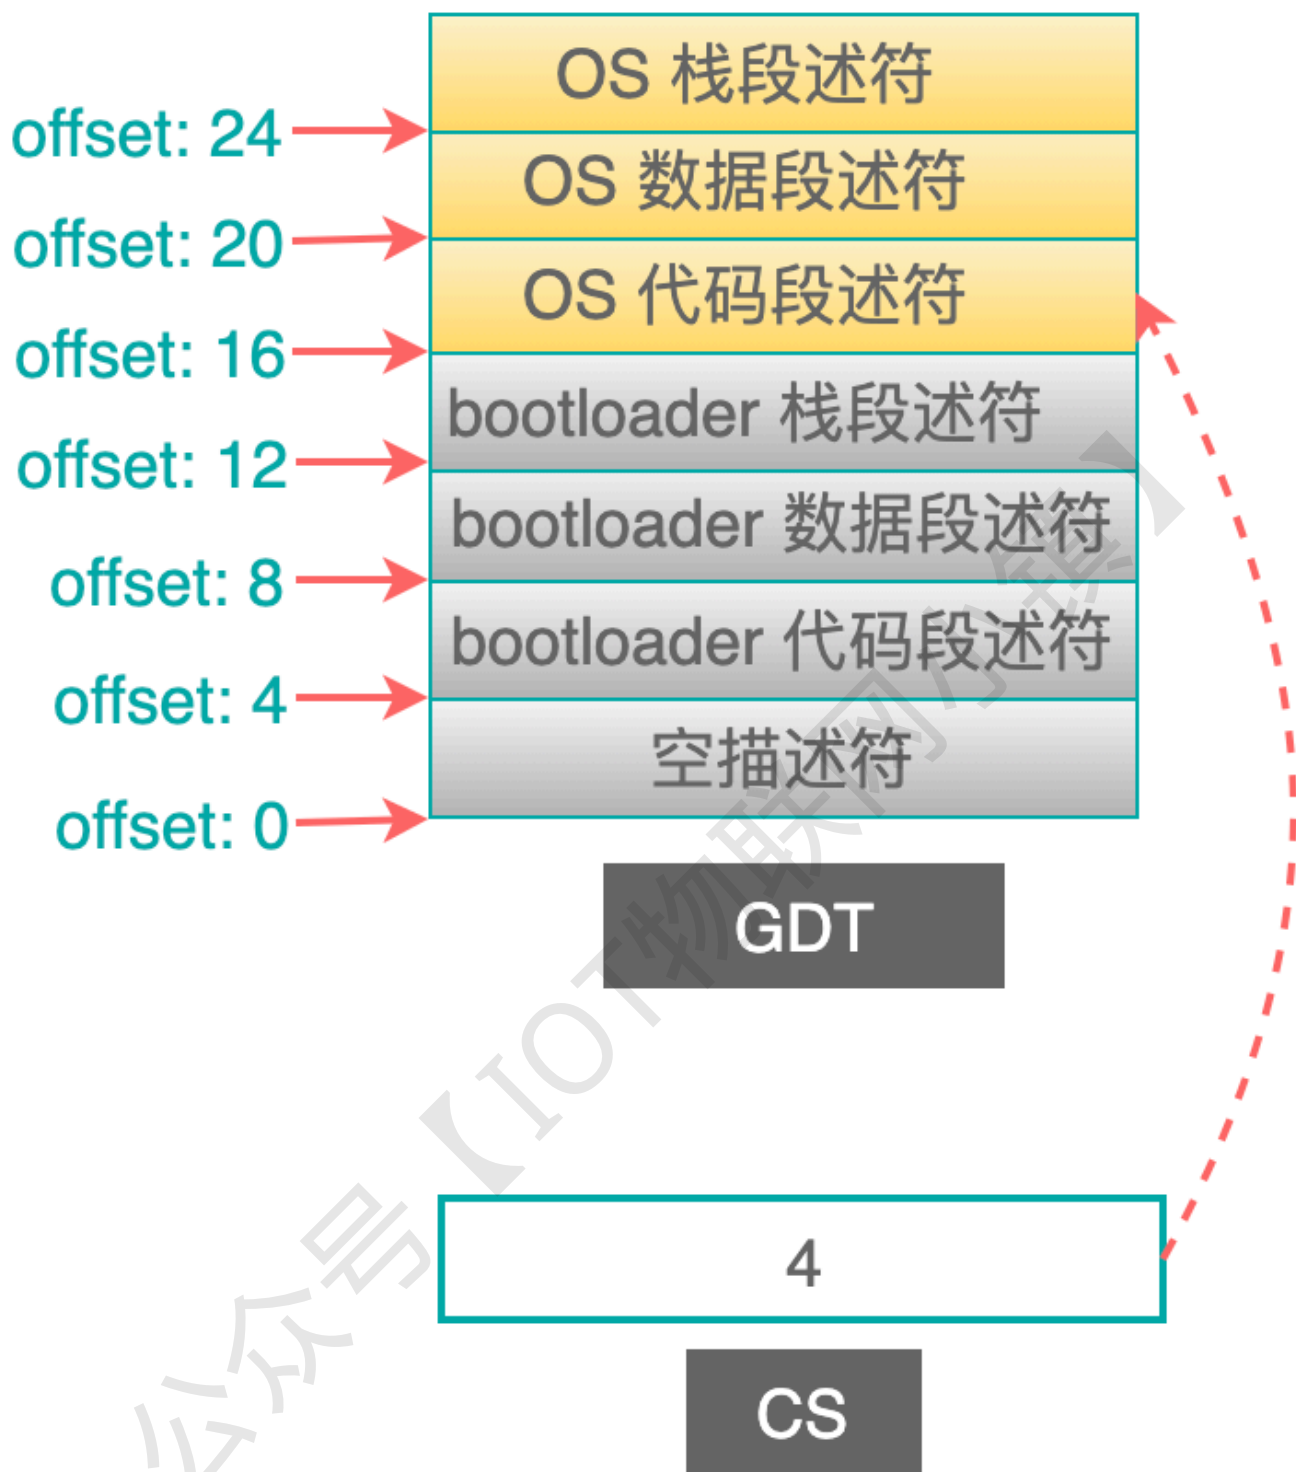 OS 栈段述符
offset: 24
OS 数据段述符
offset: 20
OS 代码段述符
offset: 16
bootloader 栈段述符
offset: 12
bootloader 数据段述符
offset: 8
bootloader 代码段述符
offset: 4
空描述符
offset: 0
GDT
4
CS
公众号【IOT物联网小镇】